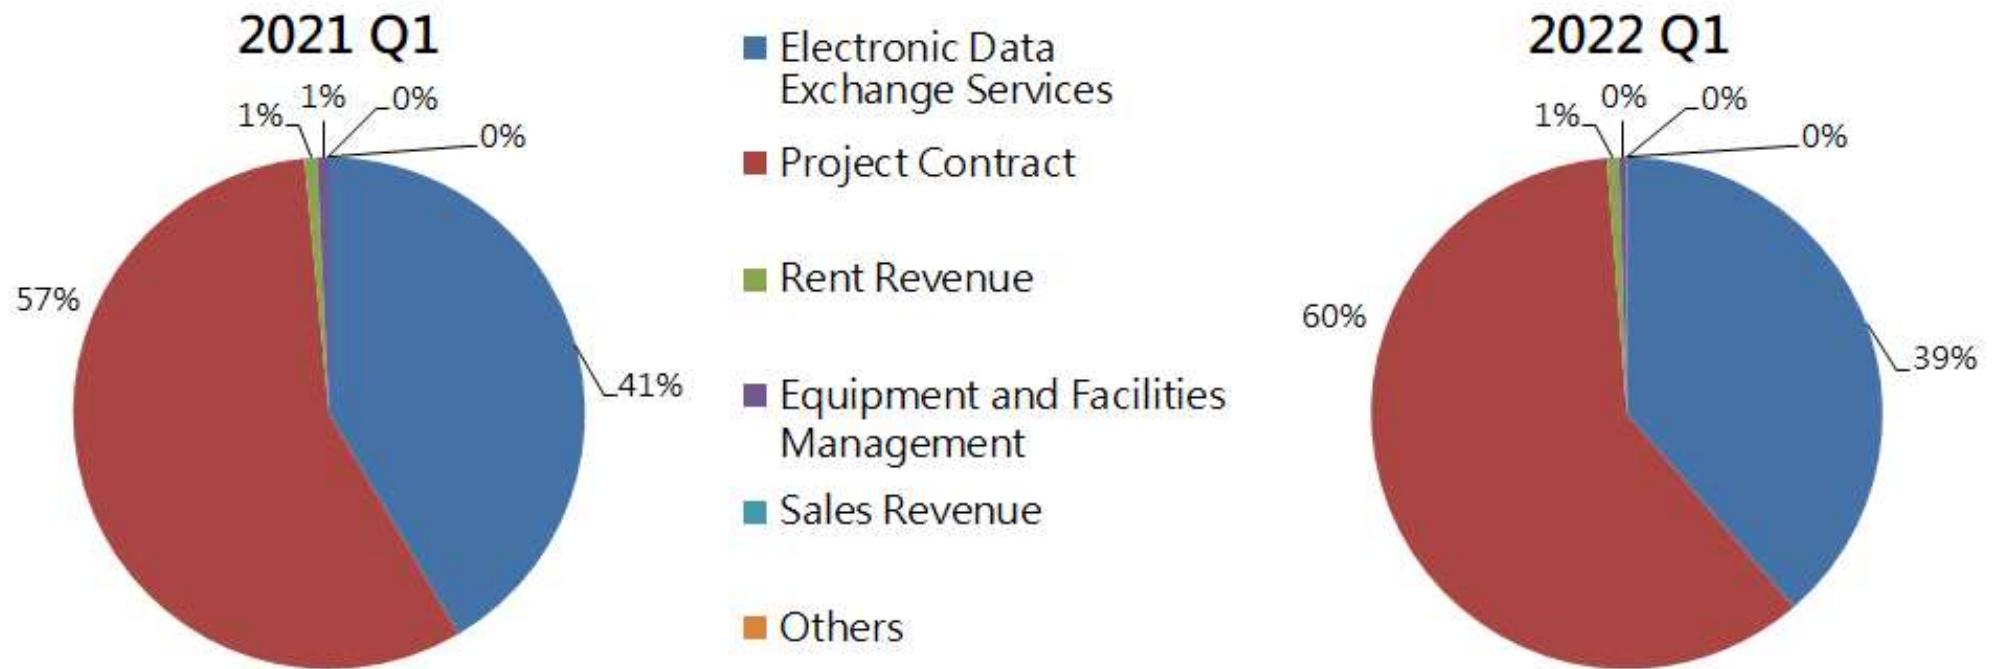 2021 Q1
1%
1%
0%
0%
57%
41%
Electronic Data
Exchange Services
Project Contract
Rent Revenue
Equipment and Facilities
Management
Sales Revenue
Others
2022 Q1
1%
0%
0%
0%
60%
39%